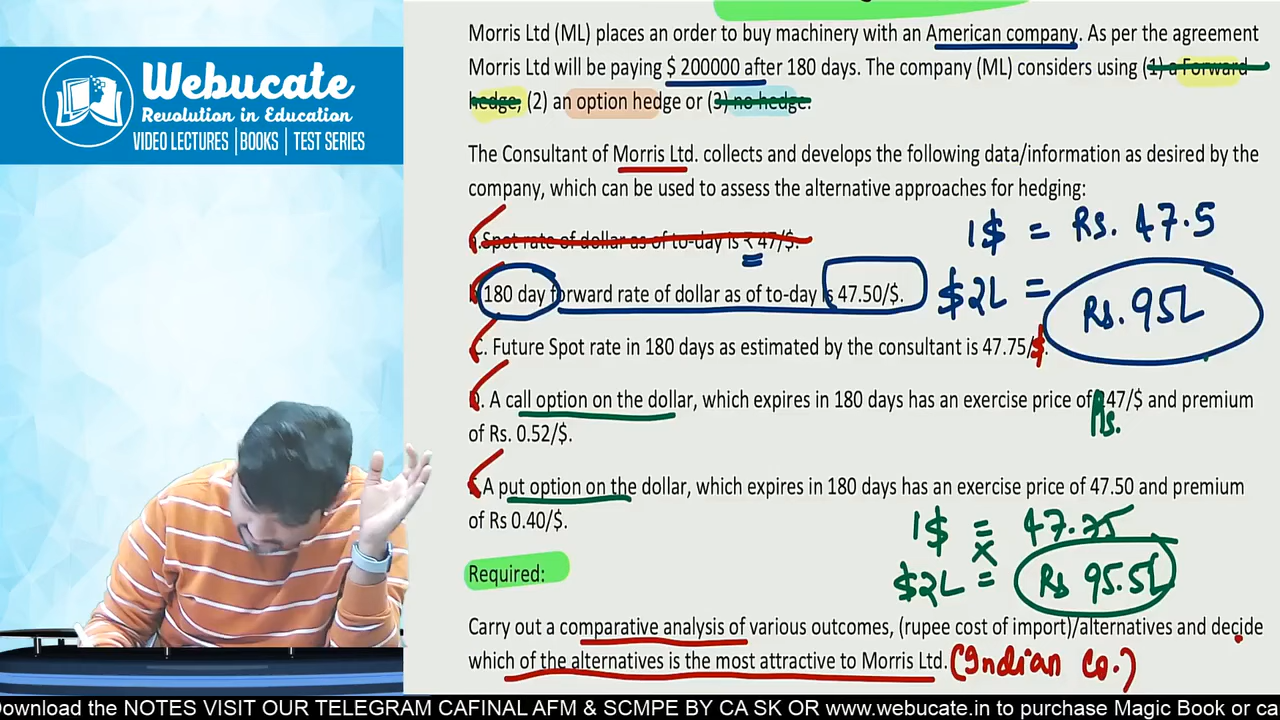 Webucate
Revolution in Education
VIDEO LECTURES | BOOKS | TEST SERIES
Morris Ltd (ML) places an order to buy machinery with an American company. As per the agreement
Morris Ltd will be paying $ 200000 after 180 days. The company (ML) considers using (1) a Forward
hedge, (2) an option hedge or (3) no hedge.
The Consultant of Morris Ltd. collects and develops the following data/information as desired by the
company, which can be used to assess the alternative approaches for hedging:
Spot rate of dollar as of to-day is ₹ 47/$.
180 day forward rate of dollar as of to-day is 47.50/$.
C. Future Spot rate in 180 days as estimated by the consultant is 47.75/$.
D. A call option on the dollar, which expires in 180 days has an exercise price of Rs. 47/$ and premium
of Rs. 0.52/$.
A put option on the dollar, which expires in 180 days has an exercise price of 47.50 and premium
of Rs 0.40/$.
Required:
Carry out a comparative analysis of various outcomes, (rupee cost of import)/alternatives and decide
which of the alternatives is the most attractive to Morris Ltd. (Indian Co.)
1$ = Rs. 47.5
$2L = Rs. 95L
1$ = 47.75
x
$2L = Rs 95.5L
Download the NOTES VISIT OUR TELEGRAM CAFINAL AFM & SCMPE BY CA SK OR www.webucate.in to purchase Magic Book or ca